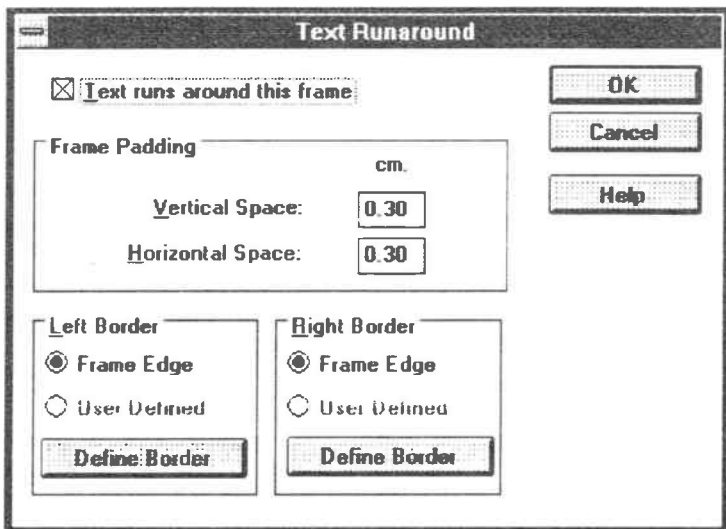 Text Runaround
Text runs around this frame
OK
Cancel
Help
Frame Padding
cm.
Vertical Space: 0.30
Horizontal Space: 0.30
Left Border
Frame Edge
User Defined
Define Border
Right Border
Frame Edge
User Defined
Define Border